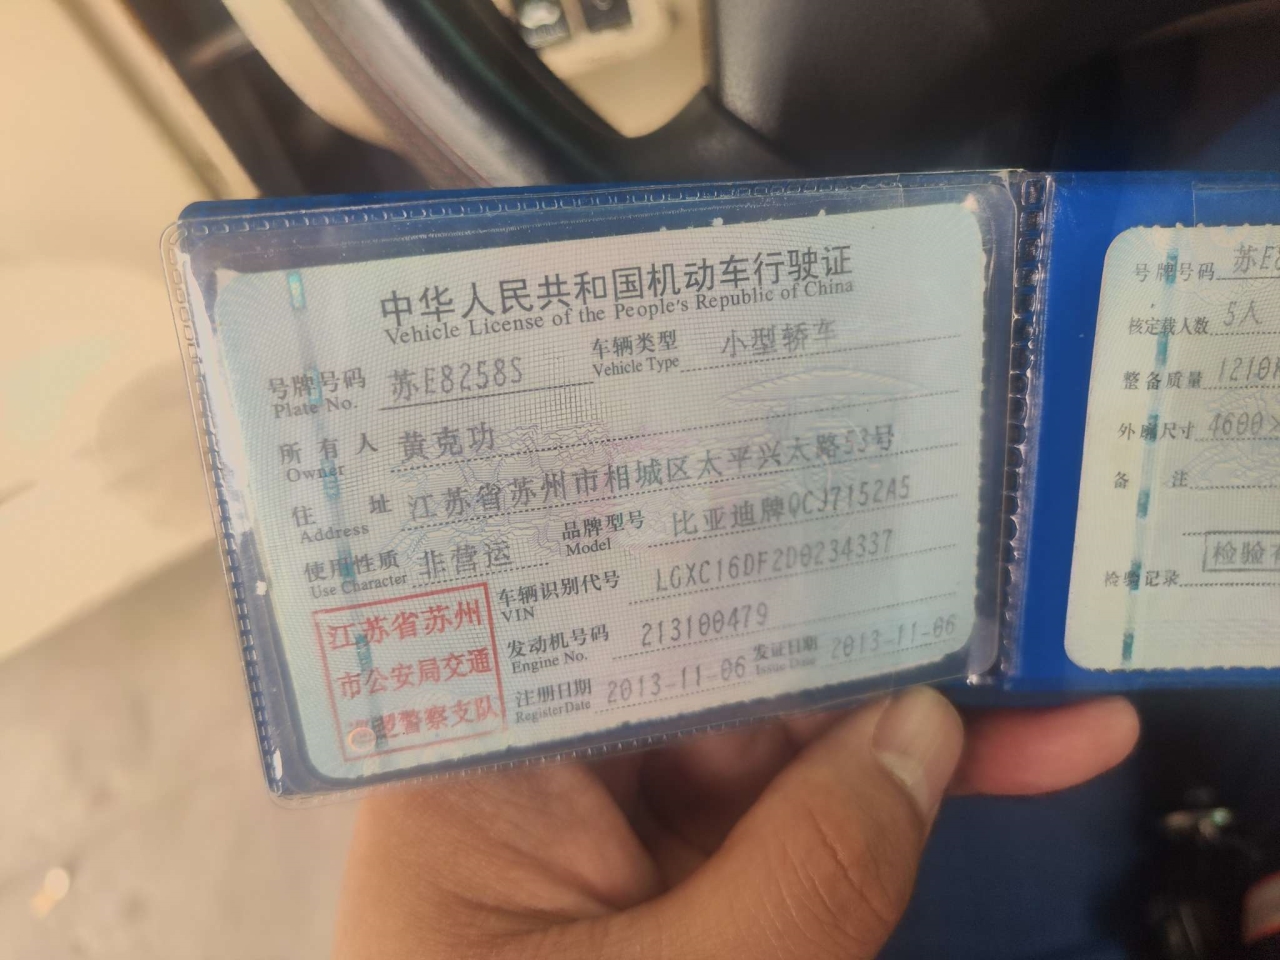 中华人民共和国机动车行驶证
Vehicle License of the People's Republic of China
号牌号码 苏E8258S 车辆类型 小型轿车
Plate No. Vehicle Type
所有人 黄克功
Owner
住址 江苏省苏州市相城区太平兴太路53号
Address
使用性质 非营运 品牌型号 比亚迪牌QCJ7152A5
Use Character Model
车辆识别代号 LGXC16DF2D0234337
VIN
发动机号码 213100479
Engine No.
注册日期 2013-11-06 发证日期 2013-11-06
Register Date Issue Date
江苏省苏州
市公安局交通
警察支队
号牌号码 苏E8
核定载人数 5人
整备质量 1210
外廓尺寸 4600×
备注
检验
检验记录